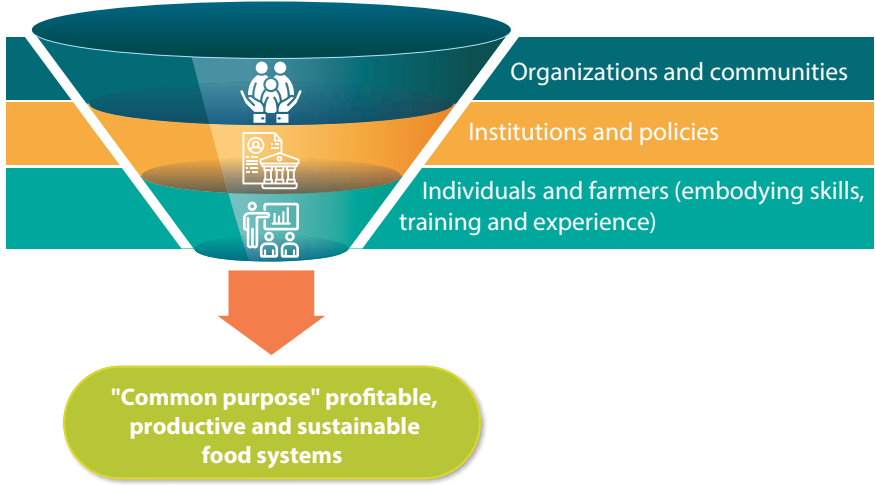 Organizations and communities
Institutions and policies
Individuals and farmers (embodying skills,
training and experience)
"Common purpose" profitable,
productive and sustainable
food systems